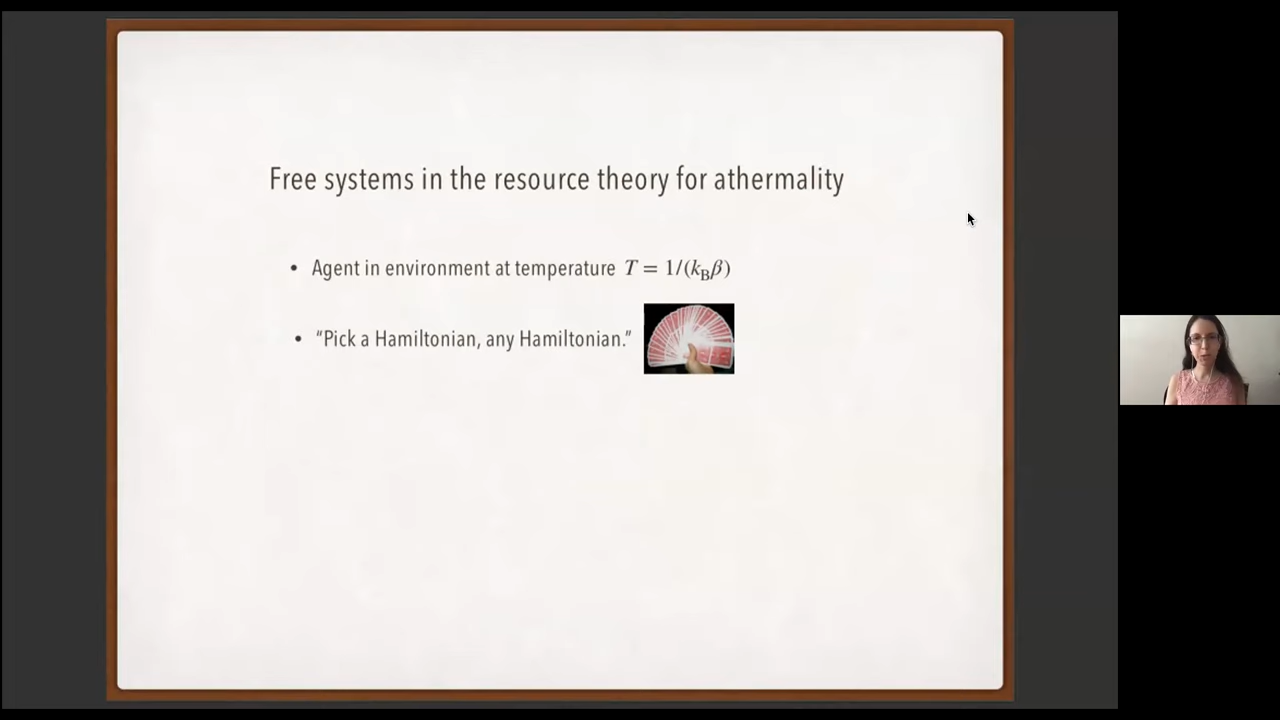 Free systems in the resource theory for athermality
• Agent in environment at temperature T = 1/(k_Bβ)
• “Pick a Hamiltonian, any Hamiltonian.”